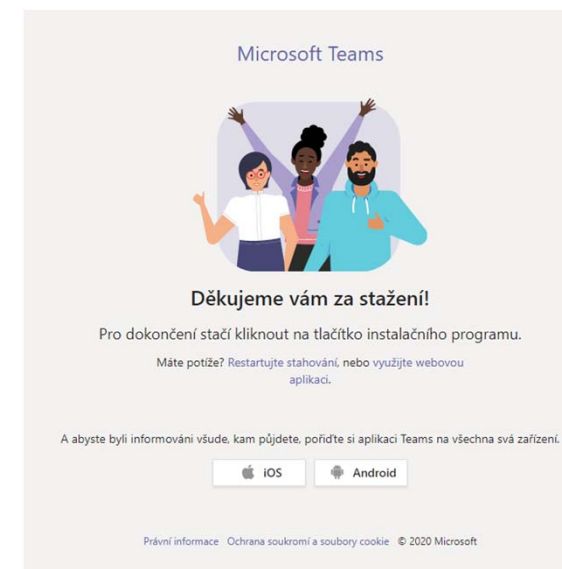 Microsoft Teams
Děkujeme vám za stažení!
Pro dokončení stačí kliknout na tlačítko instalačního programu.
Máte potíže? Restartujte stahování, nebo využijte webovou
aplikaci.
A abyste byli informováni všude, kam půjdete, pořiďte si aplikaci Teams na všechna svá zařízení.
iOS Android
Právní informace Ochrana soukromí a soubory cookie © 2020 Microsoft